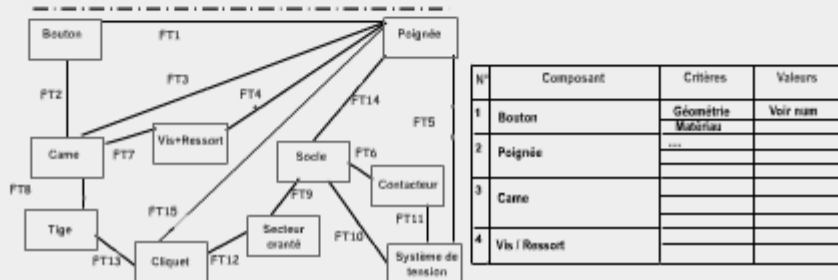 Bouton
FT1
Poignée
FT3
FT2
FT4
FT14
FT5
Came
FT7
Vis+Ressort
Socle
FT6
Contacteur
FT8
FT15
FT9
FT11
Tige
Secteur
cranté
FT10
FT13
Cliquet
FT12
Système de
tension
N° Composant Critères Valeurs
1 Bouton Géométrie Voir num
Matériau
2 Poignée ...
3 Came
4 Vis / Ressort